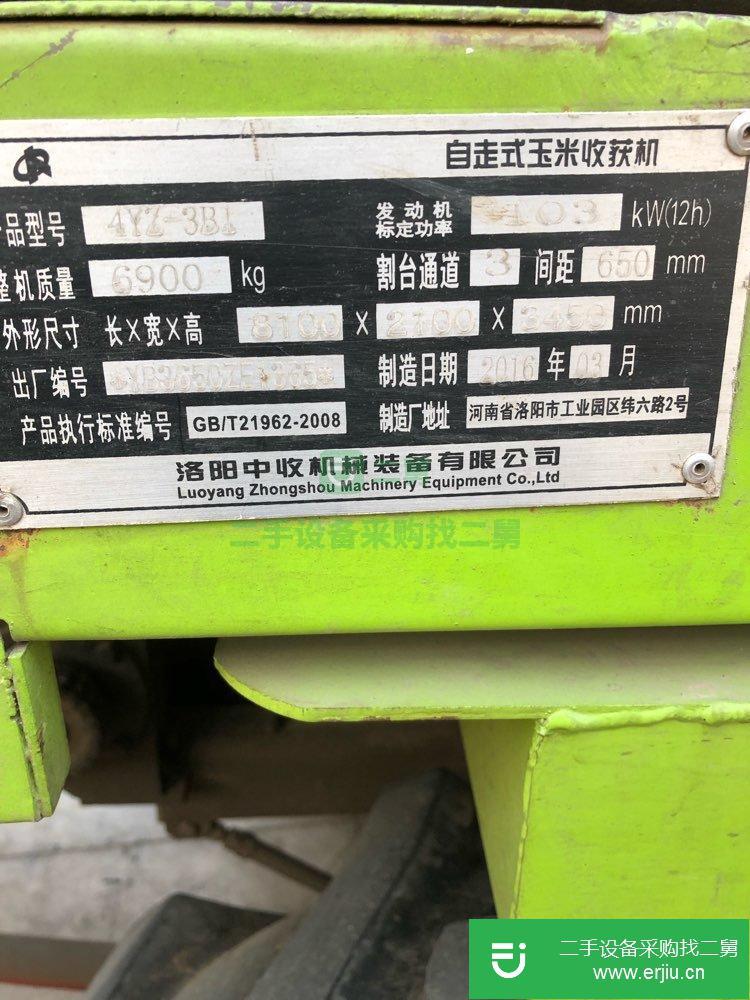 自走式玉米收获机
品型号 4YZ-3B1 发动机标定功率 103 kW(12h)
整机质量 6900 kg 割台通道 3 间距 650 mm
外形尺寸 长×宽×高 8100 × 2100 × 3450 mm
出厂编号 制造日期 2016 年 03 月
产品执行标准编号 GB/T21962-2008 制造厂地址 河南省洛阳市工业园区纬六路2号
洛阳中收机械装备有限公司
Luoyang Zhongshou Machinery Equipment Co.,Ltd
二手设备采购找二舅
二手设备采购找二舅
www.erjiu.cn